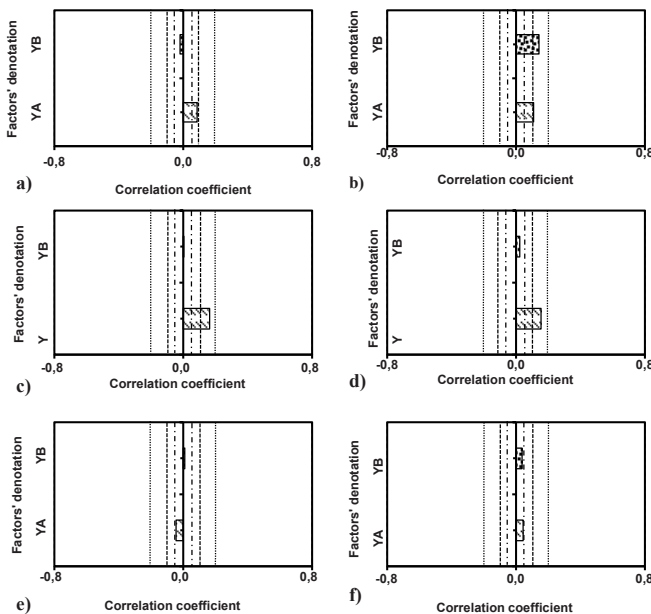 Factors' denotation
YB
YA
-0,8
0,0
0,8
a)
Correlation coefficient
Factors' denotation
YB
YA
-0,8
0,0
0,8
b)
Correlation coefficient
Factors' denotation
YB
Y
-0,8
0,0
0,8
c)
Correlation coefficient
Factors' denotation
YB
Y
-0,8
0,0
0,8
d)
Correlation coefficient
Factors' denotation
YB
YA
-0,8
0,0
0,8
e)
Correlation coefficient
Factors' denotation
YB
YA
-0,8
0,0
0,8
f)
Correlation coefficient